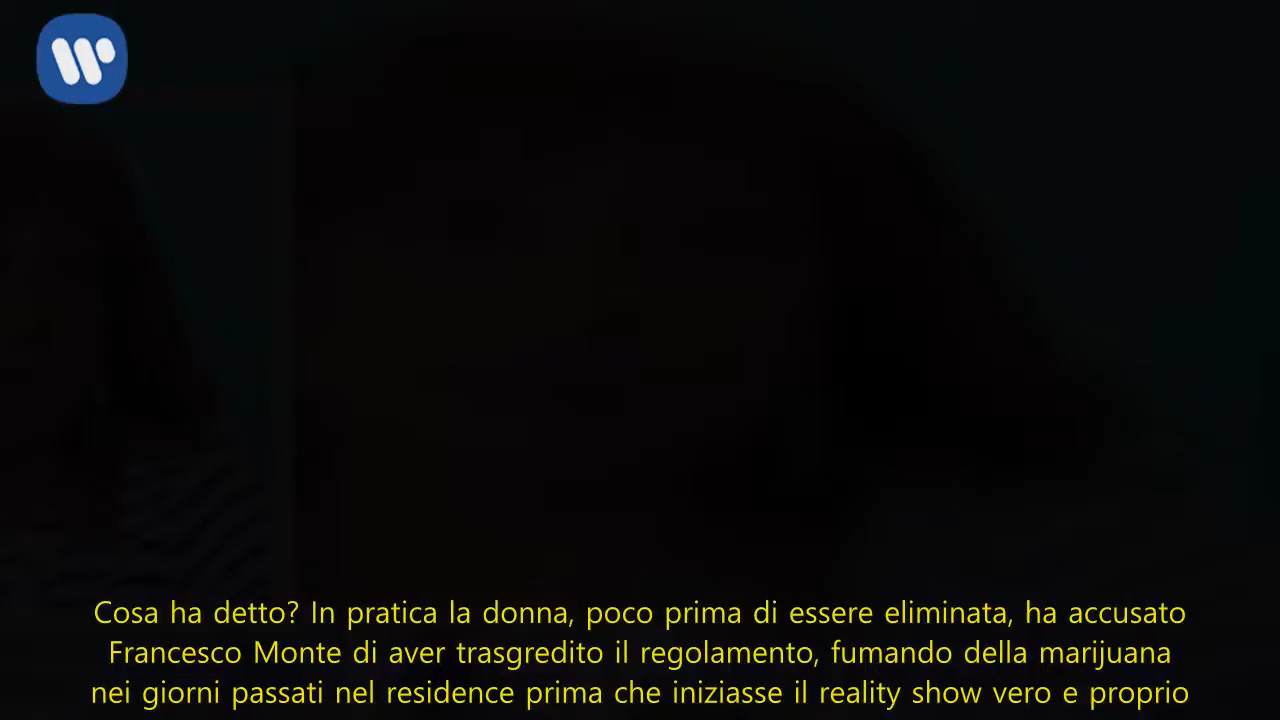 Cosa ha detto? In pratica la donna, poco prima di essere eliminata, ha accusato
Francesco Monte di aver trasgredito il regolamento, fumando della marijuana
nei giorni passati nel residence prima che iniziasse il reality show vero e proprio